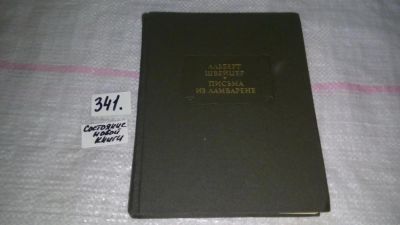 АЛЬБЕРТ
ШВЕЙЦЕР
ПИСЬМА
ИЗ ЛАМБАРЕНЕ
341.
Состояние
новой
книги